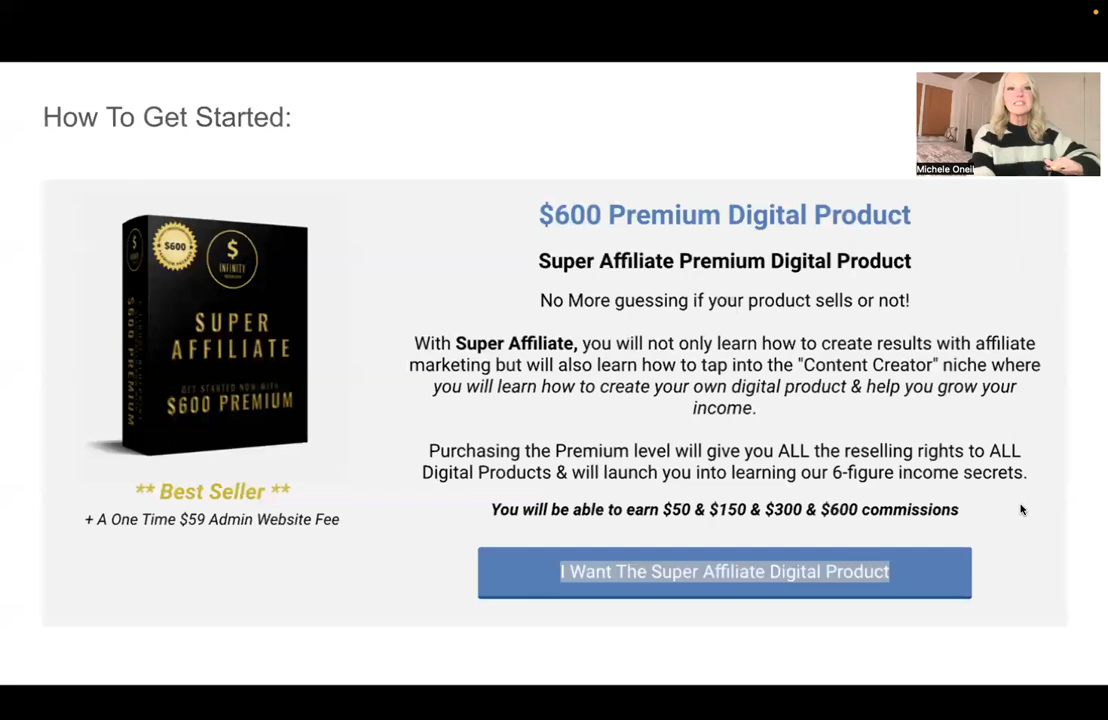 How To Get Started:
Michele Oneil
$600 Premium Digital Product
Super Affiliate Premium Digital Product
No More guessing if your product sells or not!
With Super Affiliate, you will not only learn how to create results with affiliate
marketing but will also learn how to tap into the "Content Creator" niche where
you will learn how to create your own digital product & help you grow your
income.
Purchasing the Premium level will give you ALL the reselling rights to ALL
Digital Products & will launch you into learning our 6-figure income secrets.
You will be able to earn $50 & $150 & $300 & $600 commissions
I Want The Super Affiliate Digital Product
$600
$
INFINITY
SUPER
AFFILIATE
GET STARTED NOW WITH
$600 PREMIUM
$
$600 PREMIUM
** Best Seller **
+ A One Time $59 Admin Website Fee